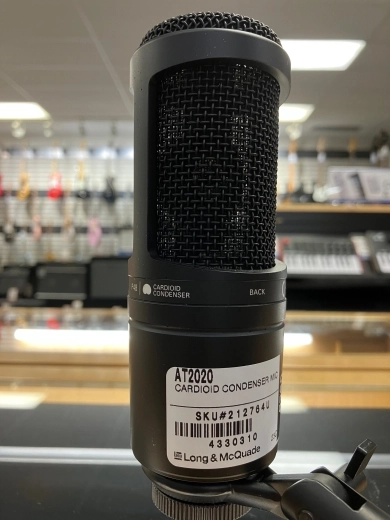 CARDIOID
CONDENSER
BACK
AT2020
CARDIOID CONDENSER MIC
SKU#212764U
4330310
Long & McQuade